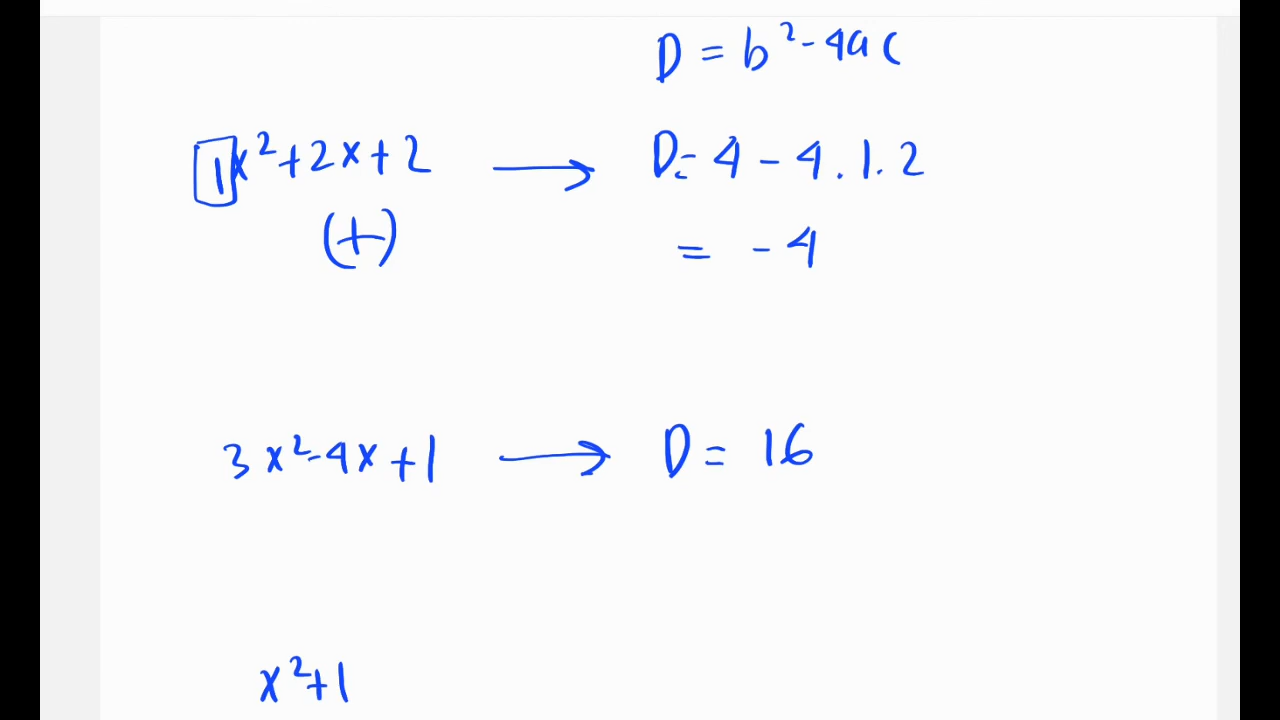 D = b²-4ac
1x²+2x+2 → D= 4 - 4.1.2
(+) = -4
3x²-4x+1 → D= 16
x²+1